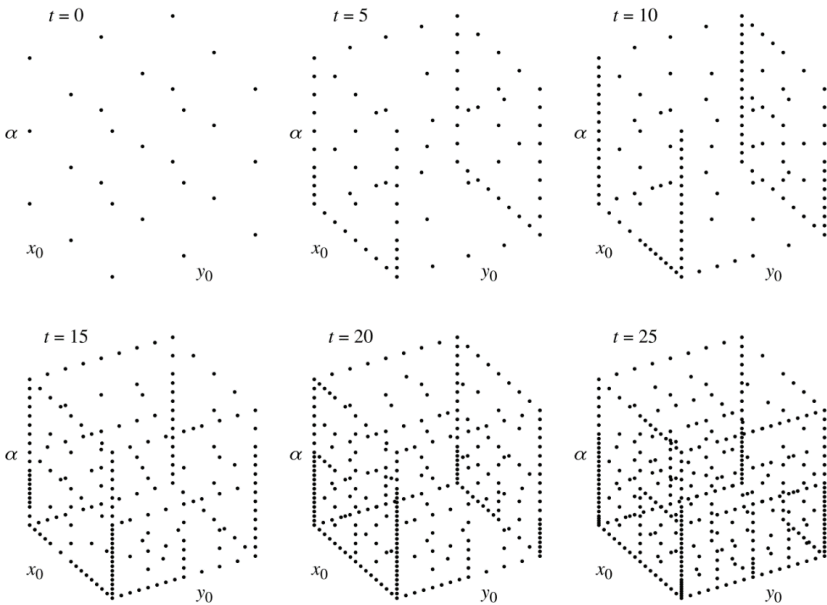 t = 0
t = 5
t = 10
α
α
α
x₀
x₀
x₀
y₀
y₀
y₀
t = 15
t = 20
t = 25
α
α
α
x₀
x₀
x₀
y₀
y₀
y₀